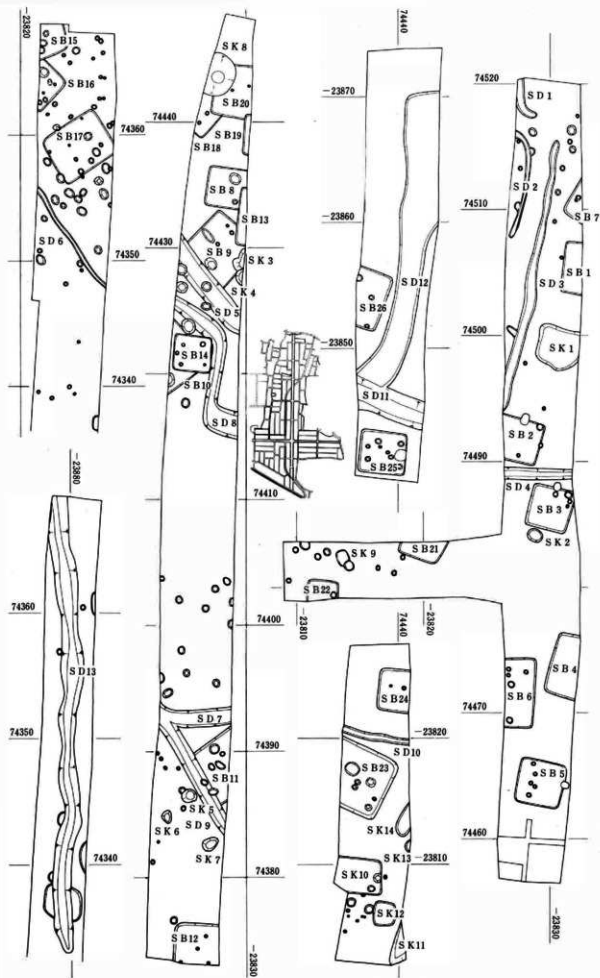 -23820
SB15
SB16
SB17
74360
SD6
74350
74340
-23880
74360
SD13
74350
74340
SK8
SB20
74440
SB19
SB18
SB8
SB13
74430
SB9
SK3
SK4
SD5
SB14
SB10
SD8
74410
74400
SD7
74390
SB11
SK5
SK6
SD9
SK7
74380
SB12
-23830
74440
-23870
-23860
SD12
SB26
-23850
SD11
SB25
74520
SD1
SD2
74510
SB7
SD3
SB1
74500
SK1
SB2
74490
SD4
SB3
SK2
SK9
SB21
SB22
-23810
74440
-23820
SB4
SB6
74470
SB5
74460
-23830
SB24
-23820
SD10
SB23
SK14
SK13
-23810
SK10
SK12
SK11